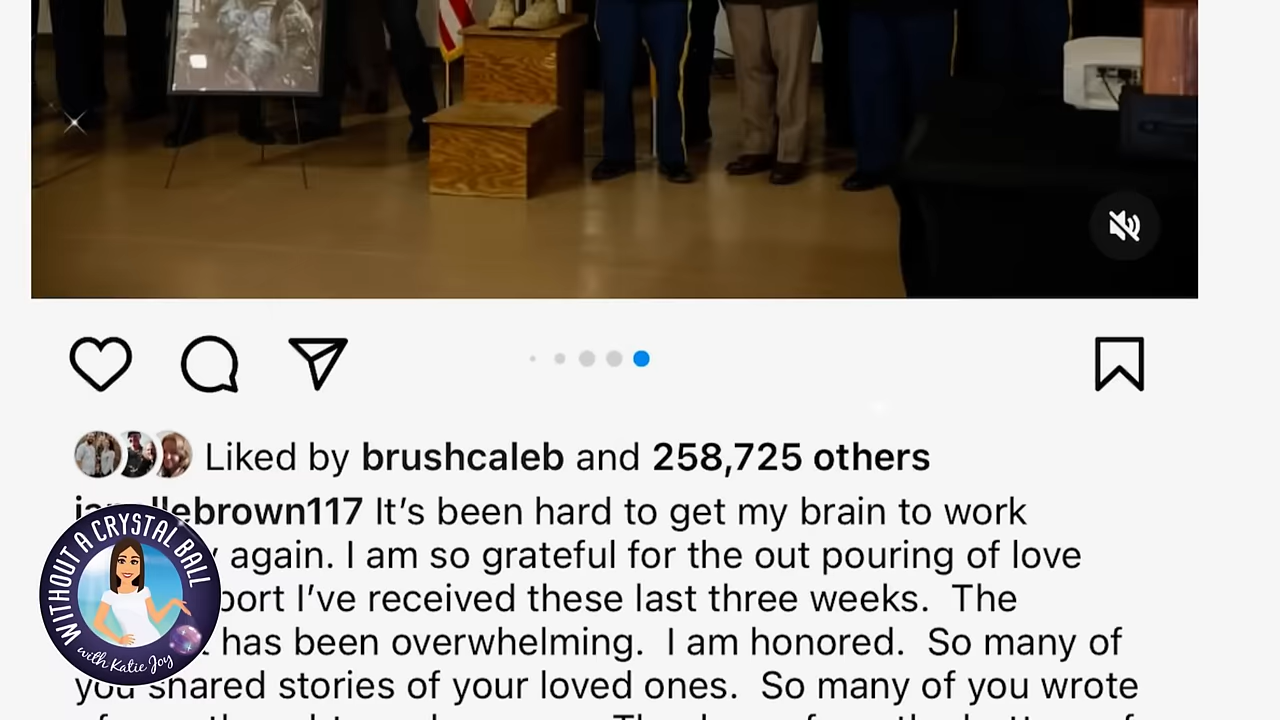 Liked by brushcaleb and 258,725 others
brown117 It’s been hard to get my brain to work
again. I am so grateful for the out pouring of love
I’ve received these last three weeks. The
has been overwhelming. I am honored. So many of
you shared stories of your loved ones. So many of you wrote
WITHOUT A CRYSTAL BALL
with Katie Joy